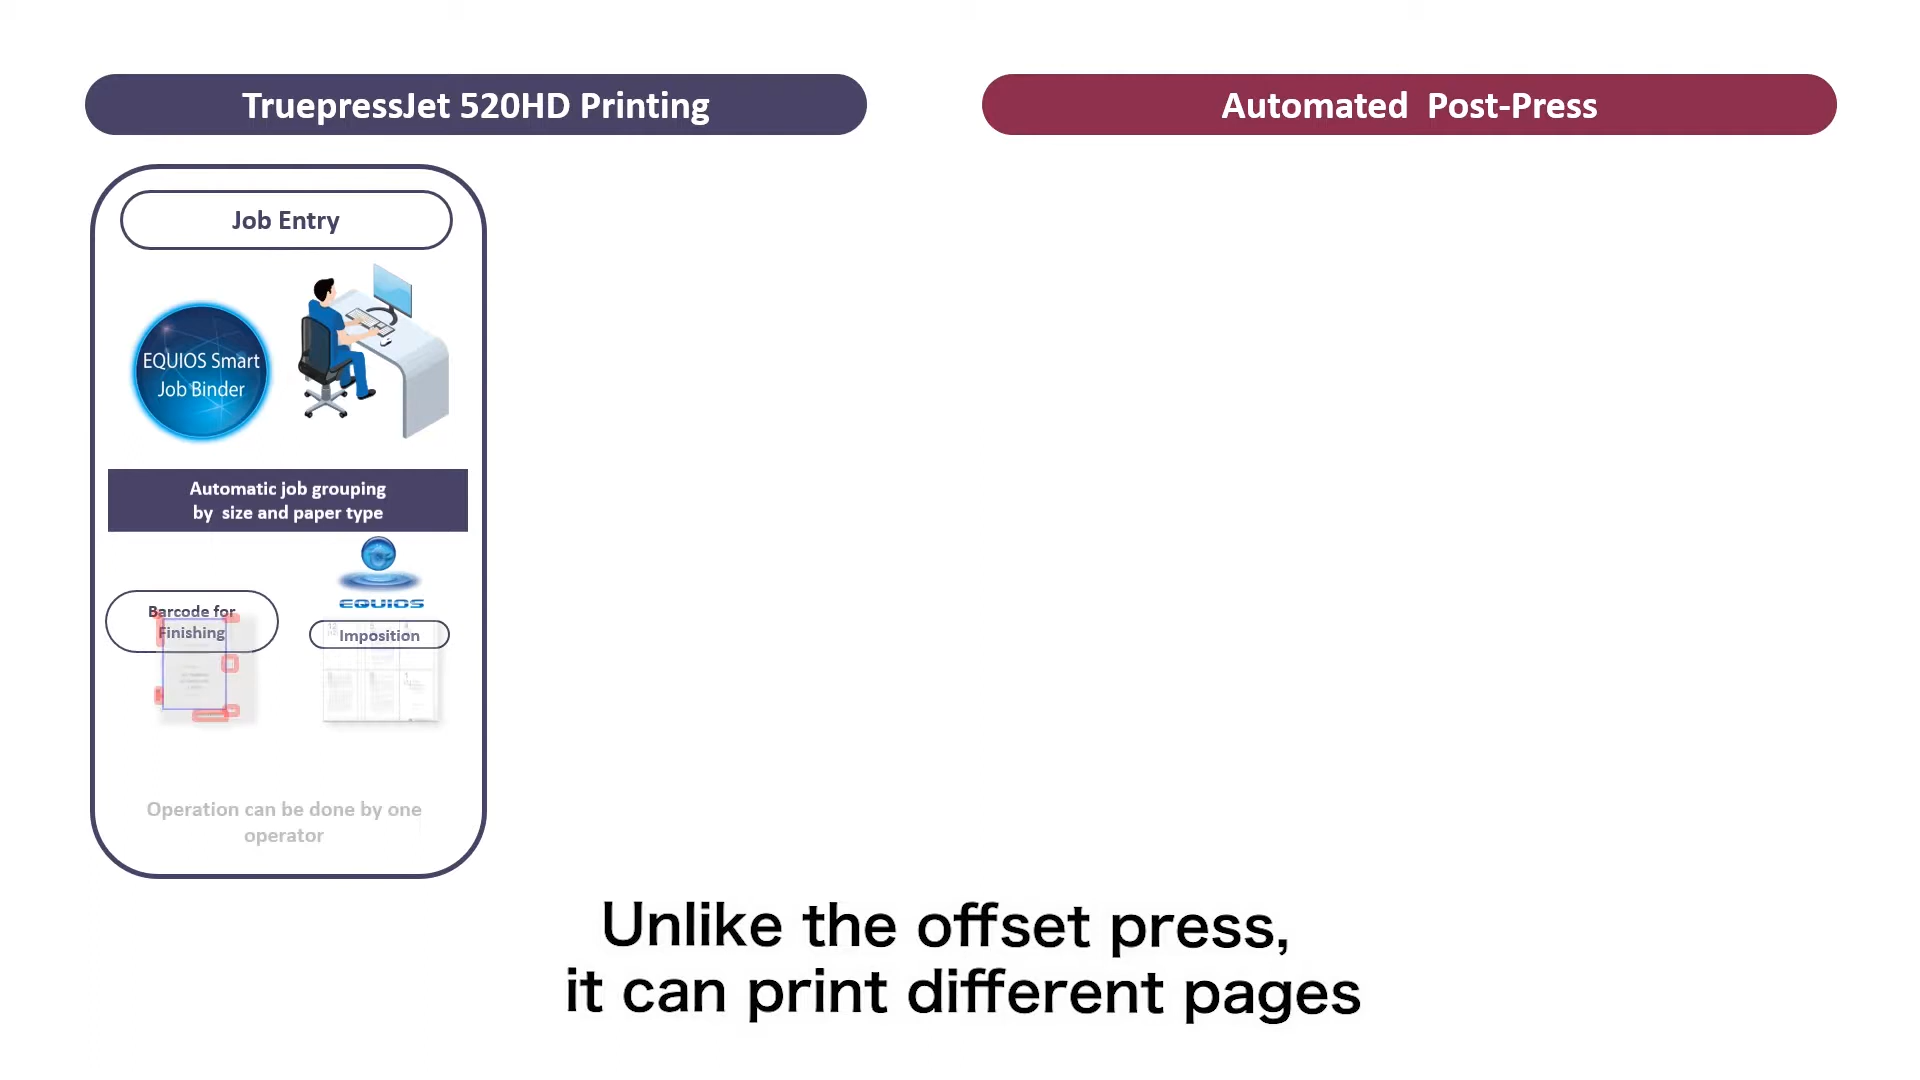 TruepressJet 520HD Printing
Automated Post-Press
Job Entry
EQUIOS Smart
Job Binder
Automatic job grouping
by size and paper type
EQUIOS
Barcode for
Finishing
Imposition
Operation can be done by one
operator
Unlike the offset press,
it can print different pages